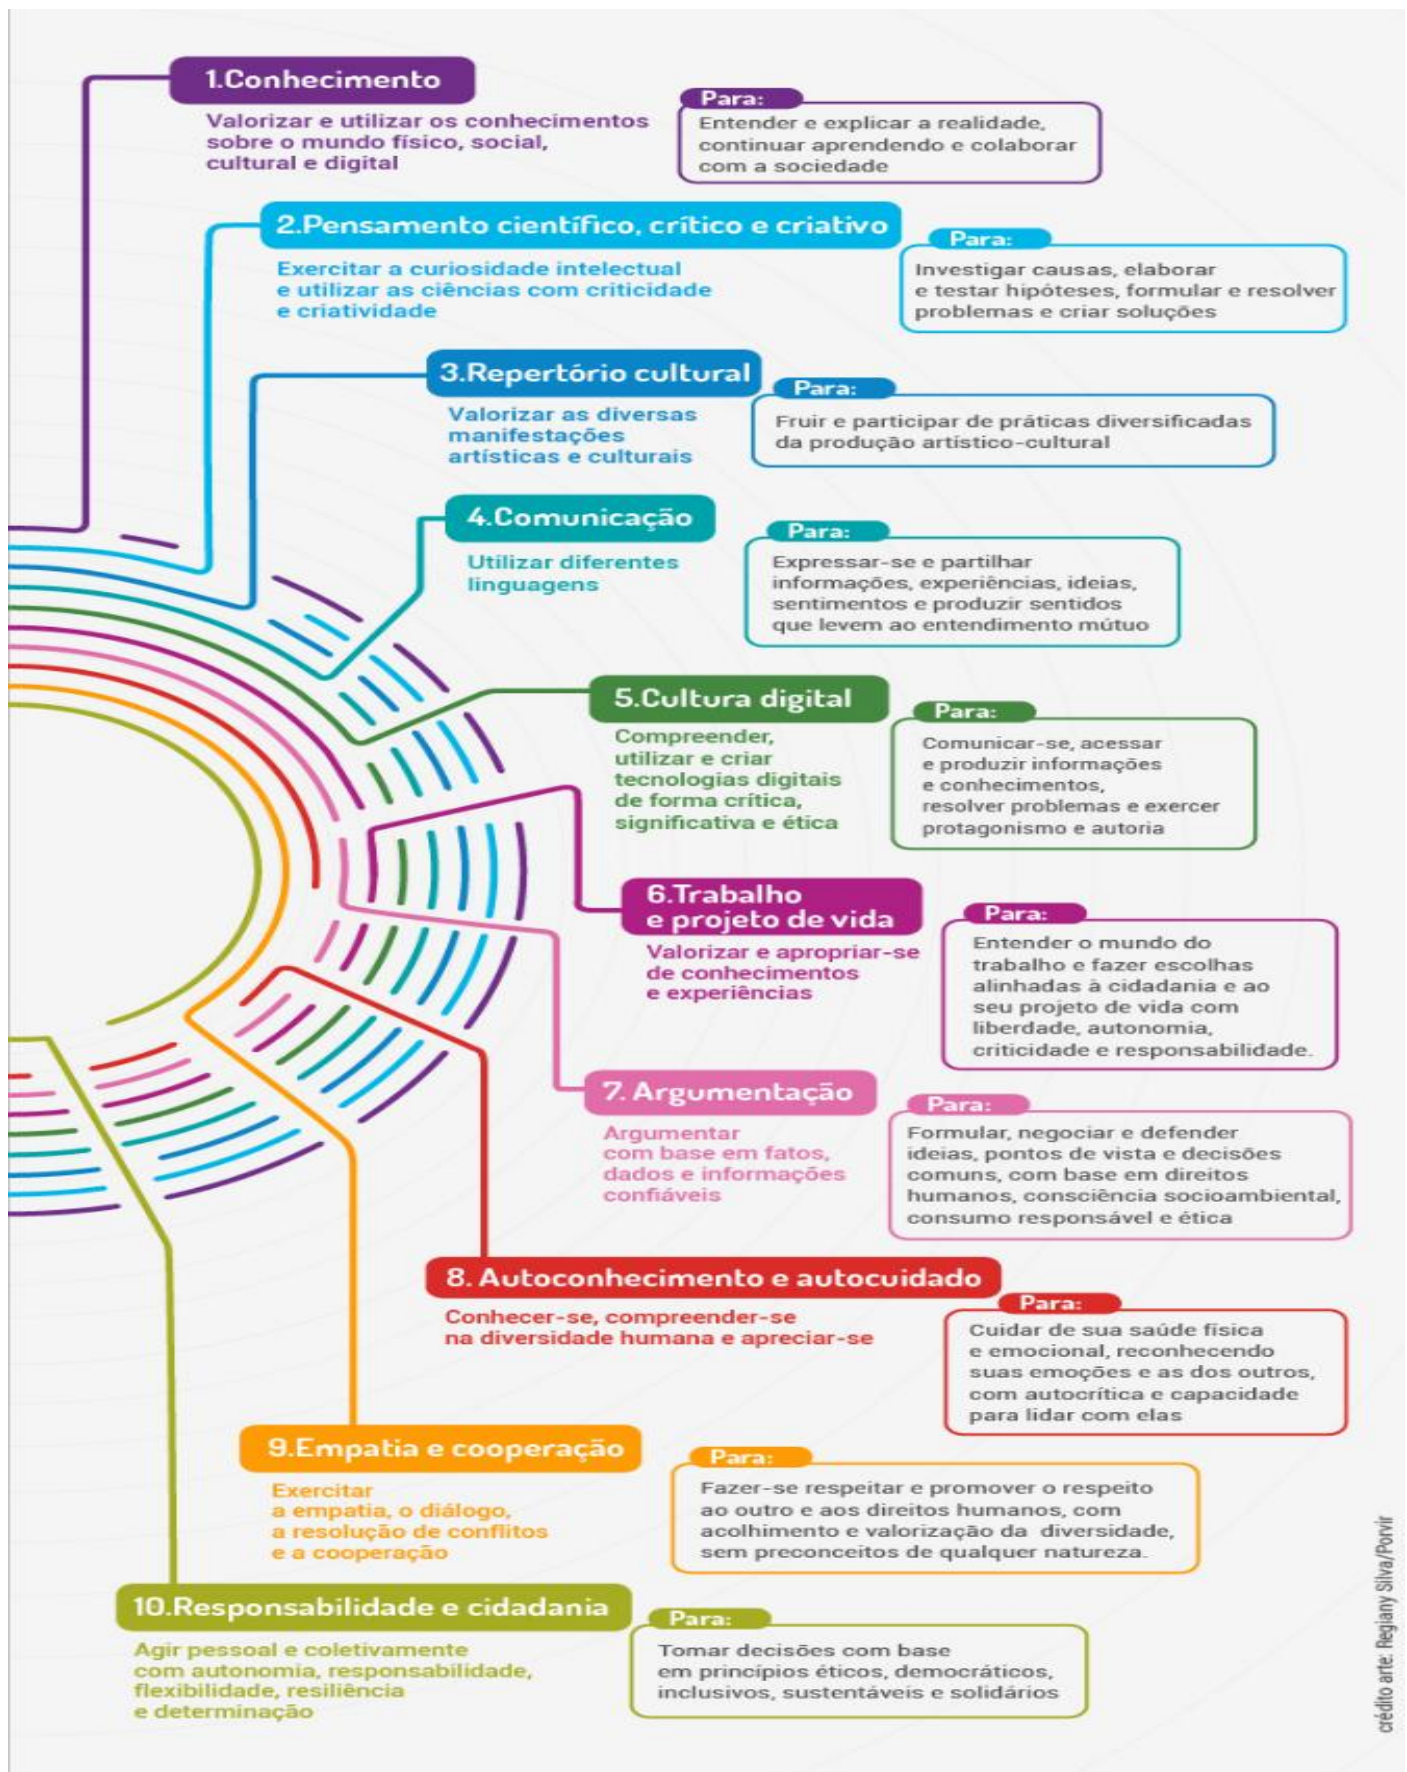 1.Conhecimento
Valorizar e utilizar os conhecimentos
sobre o mundo físico, social,
cultural e digital
Para:
Entender e explicar a realidade,
continuar aprendendo e colaborar
com a sociedade
2.Pensamento científico, crítico e criativo
Exercitar a curiosidade intelectual
e utilizar as ciências com criticidade
e criatividade
Para:
Investigar causas, elaborar
e testar hipóteses, formular e resolver
problemas e criar soluções
3.Repertório cultural
Valorizar as diversas
manifestações
artísticas e culturais
Para:
Fruir e participar de práticas diversificadas
da produção artístico-cultural
4.Comunicação
Utilizar diferentes
linguagens
Para:
Expressar-se e partilhar
informações, experiências, ideias,
sentimentos e produzir sentidos
que levem ao entendimento mútuo
5.Cultura digital
Compreender,
utilizar e criar
tecnologias digitais
de forma crítica,
significativa e ética
Para:
Comunicar-se, acessar
e produzir informações
e conhecimentos,
resolver problemas e exercer
protagonismo e autoria
6.Trabalho
e projeto de vida
Valorizar e apropriar-se
de conhecimentos
e experiências
Para:
Entender o mundo do
trabalho e fazer escolhas
alinhadas à cidadania e ao
seu projeto de vida com
liberdade, autonomia,
criticidade e responsabilidade.
7. Argumentação
Argumentar
com base em fatos,
dados e informações
confiáveis
Para:
Formular, negociar e defender
ideias, pontos de vista e decisões
comuns, com base em direitos
humanos, consciência socioambiental,
consumo responsável e ética
8. Autoconhecimento e autocuidado
Conhecer-se, compreender-se
na diversidade humana e apreciar-se
Para:
Cuidar de sua saúde física
e emocional, reconhecendo
suas emoções e as dos outros,
com autocrítica e capacidade
para lidar com elas
9.Empatia e cooperação
Exercitar
a empatia, o diálogo,
a resolução de conflitos
e a cooperação
Para:
Fazer-se respeitar e promover o respeito
ao outro e aos direitos humanos, com
acolhimento e valorização da diversidade,
sem preconceitos de qualquer natureza.
10.Responsabilidade e cidadania
Agir pessoal e coletivamente
com autonomia, responsabilidade,
flexibilidade, resiliência
e determinação
Para:
Tomar decisões com base
em princípios éticos, democráticos,
inclusivos, sustentáveis e solidários
crédito arte: Regiany Silva/Porvir